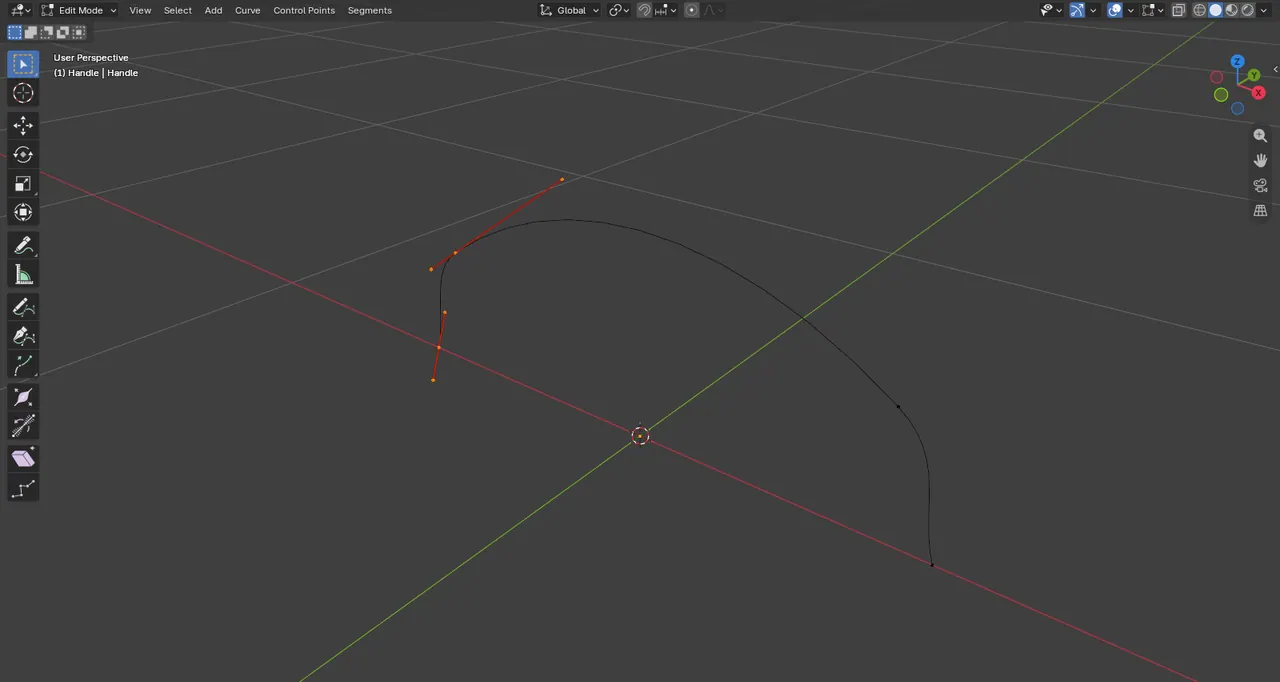 Edit Mode View Select Add Curve Control Points Segments Global
User Perspective
(1) Handle | Handle
Z
Y
X